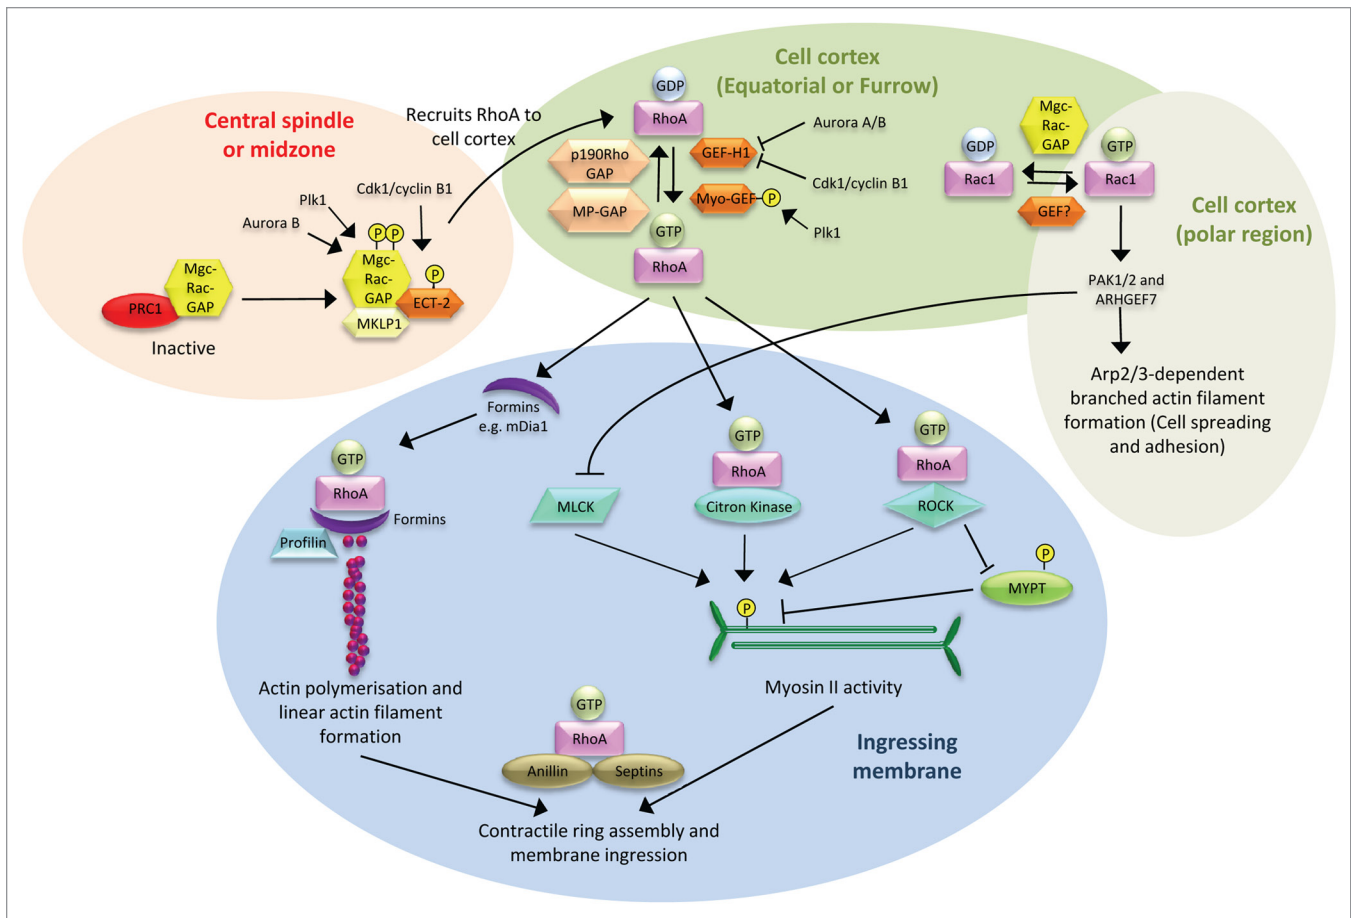 Central spindle
or midzone
Plk1
Cdk1/cyclin B1
Aurora B
P
P
P
Mgc-
Rac-
GAP
PRC1
Inactive
Mgc-
Rac-
GAP
ECT-2
MKLP1
Recruits RhoA to
cell cortex
Cell cortex
(Equatorial or Furrow)
GDP
RhoA
p190Rho
GAP
MP-GAP
GEF-H1
Myo-GEF
P
Aurora A/B
Cdk1/cyclin B1
Plk1
GTP
RhoA
Mgc-
Rac-
GAP
GDP
Rac1
GTP
Rac1
GEF?
Cell cortex
(polar region)
PAK1/2 and
ARHGEF7
Arp2/3-dependent
branched actin filament
formation (Cell spreading
and adhesion)
Formins
e.g. mDia1
GTP
RhoA
Formins
Profilin
Actin polymerisation and
linear actin filament
formation
MLCK
GTP
RhoA
Citron Kinase
GTP
RhoA
ROCK
P
MYPT
P
Myosin II activity
GTP
RhoA
Anillin
Septins
Ingressing
membrane
Contractile ring assembly and
membrane ingression